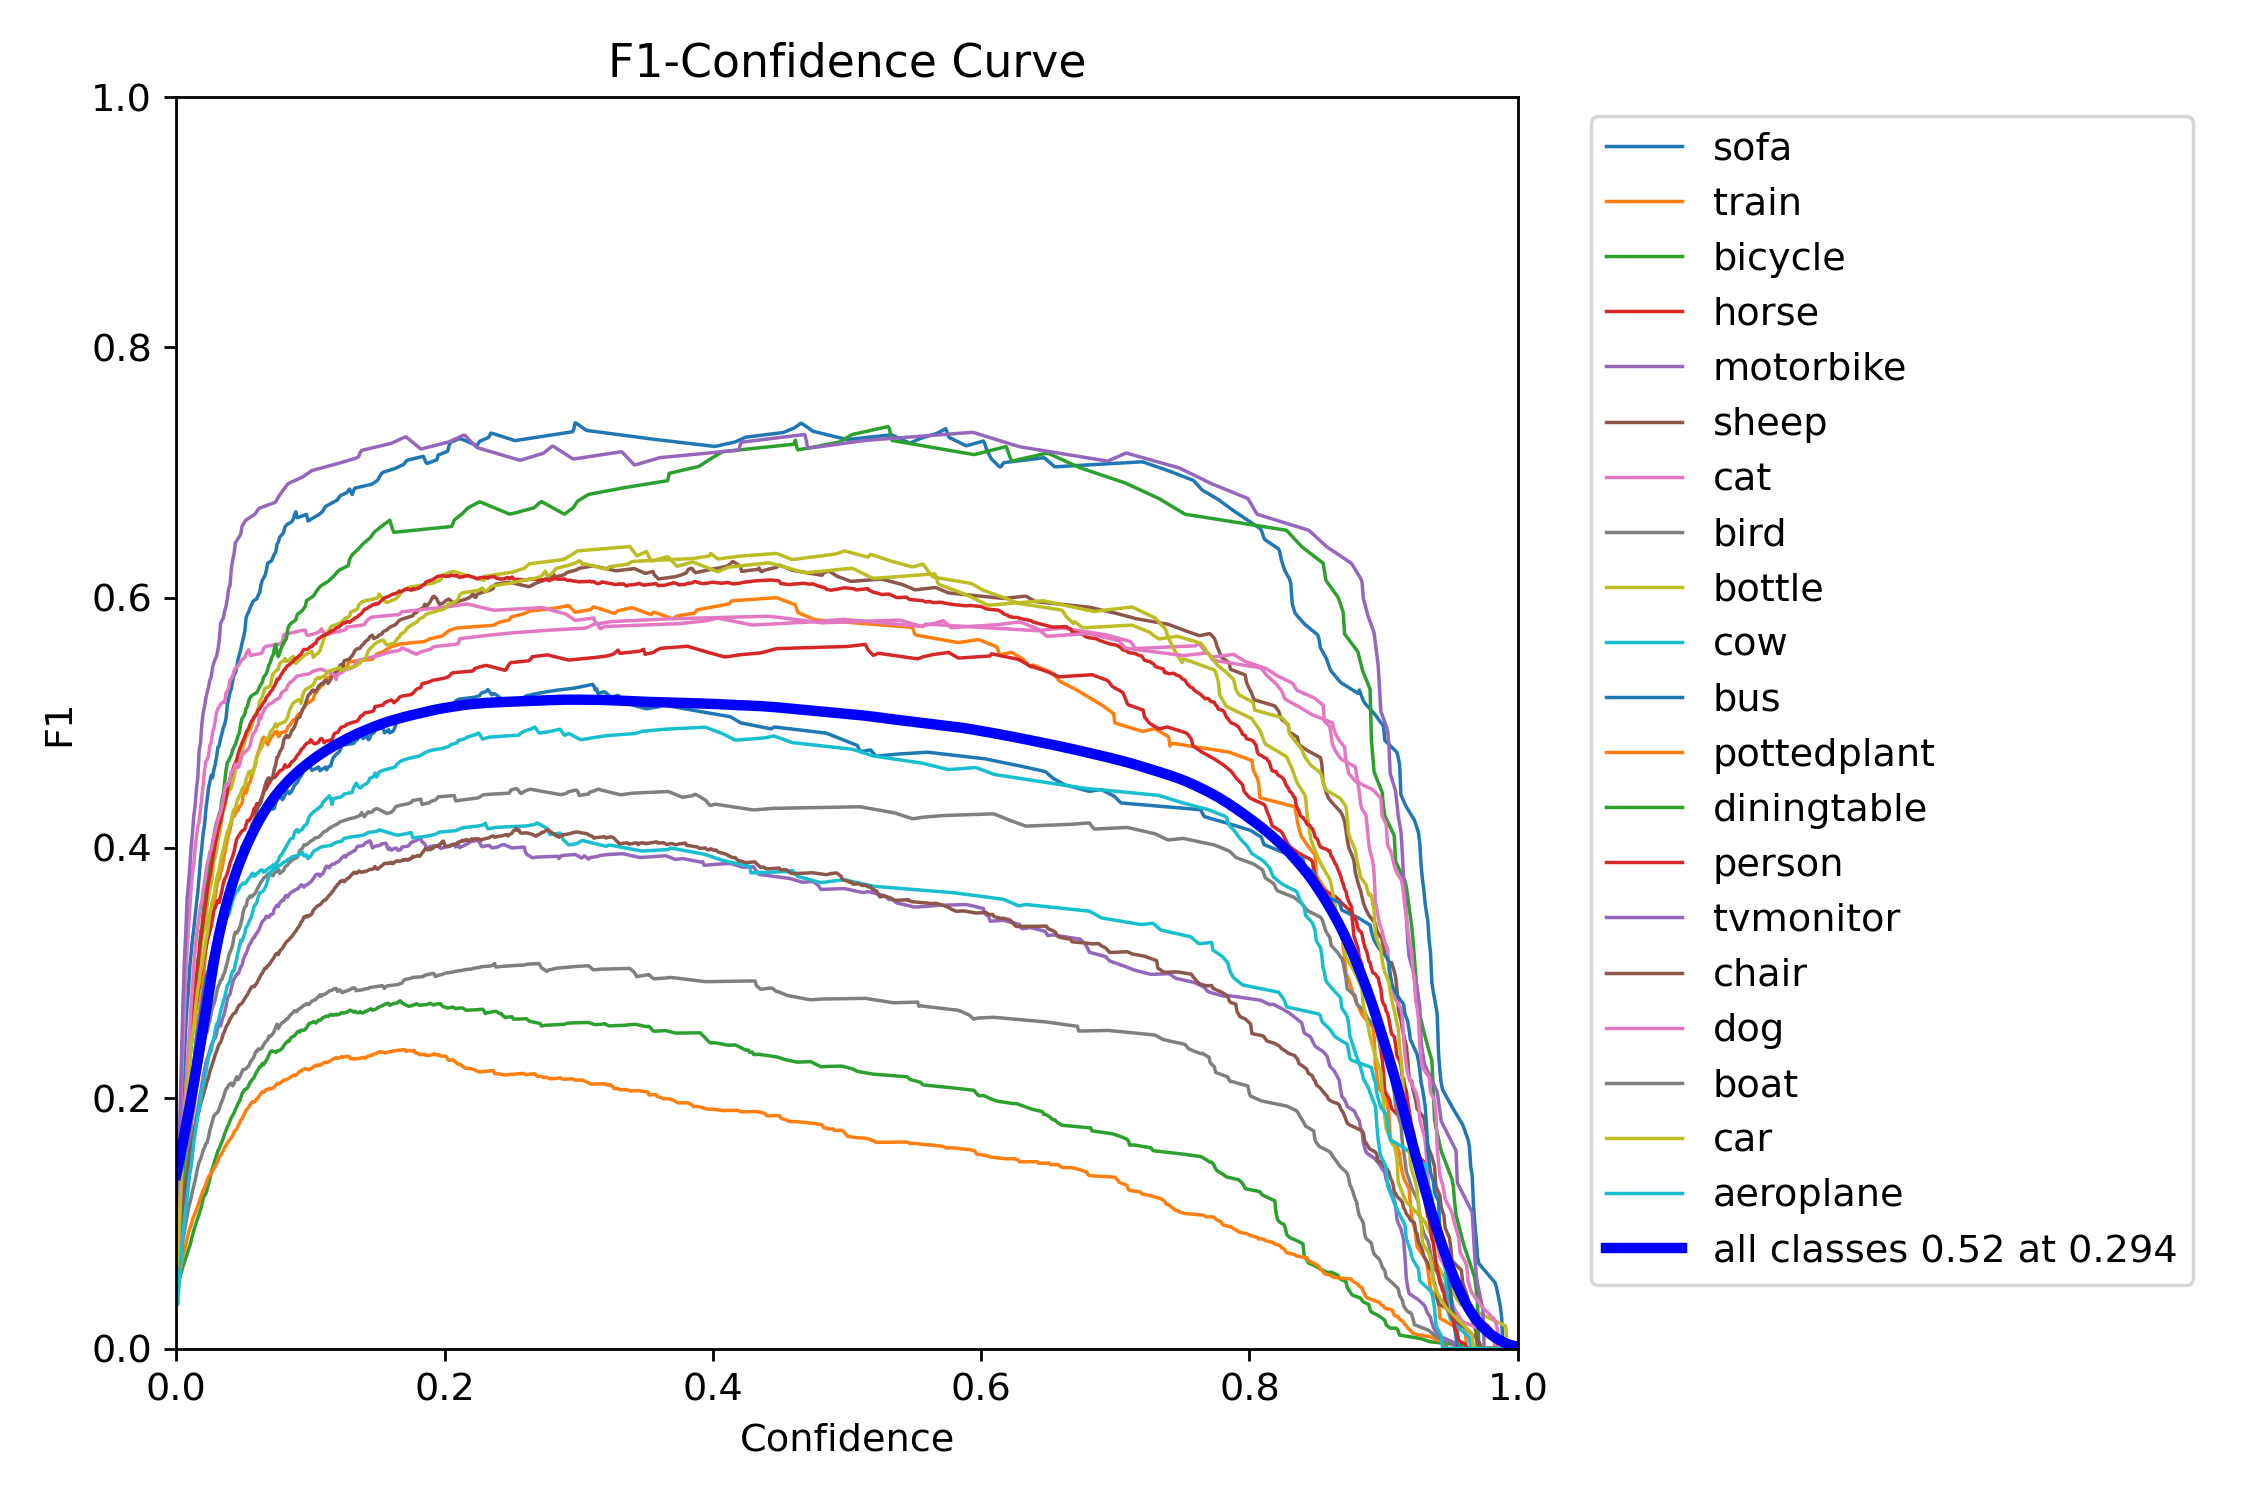 F1-Confidence Curve
1.0
0.8
0.6
0.4
0.2
0.0
F1
0.0 0.2 0.4 0.6 0.8 1.0
Confidence
sofa
train
bicycle
horse
motorbike
sheep
cat
bird
bottle
cow
bus
pottedplant
diningtable
person
tvmonitor
chair
dog
boat
car
aeroplane
all classes 0.52 at 0.294